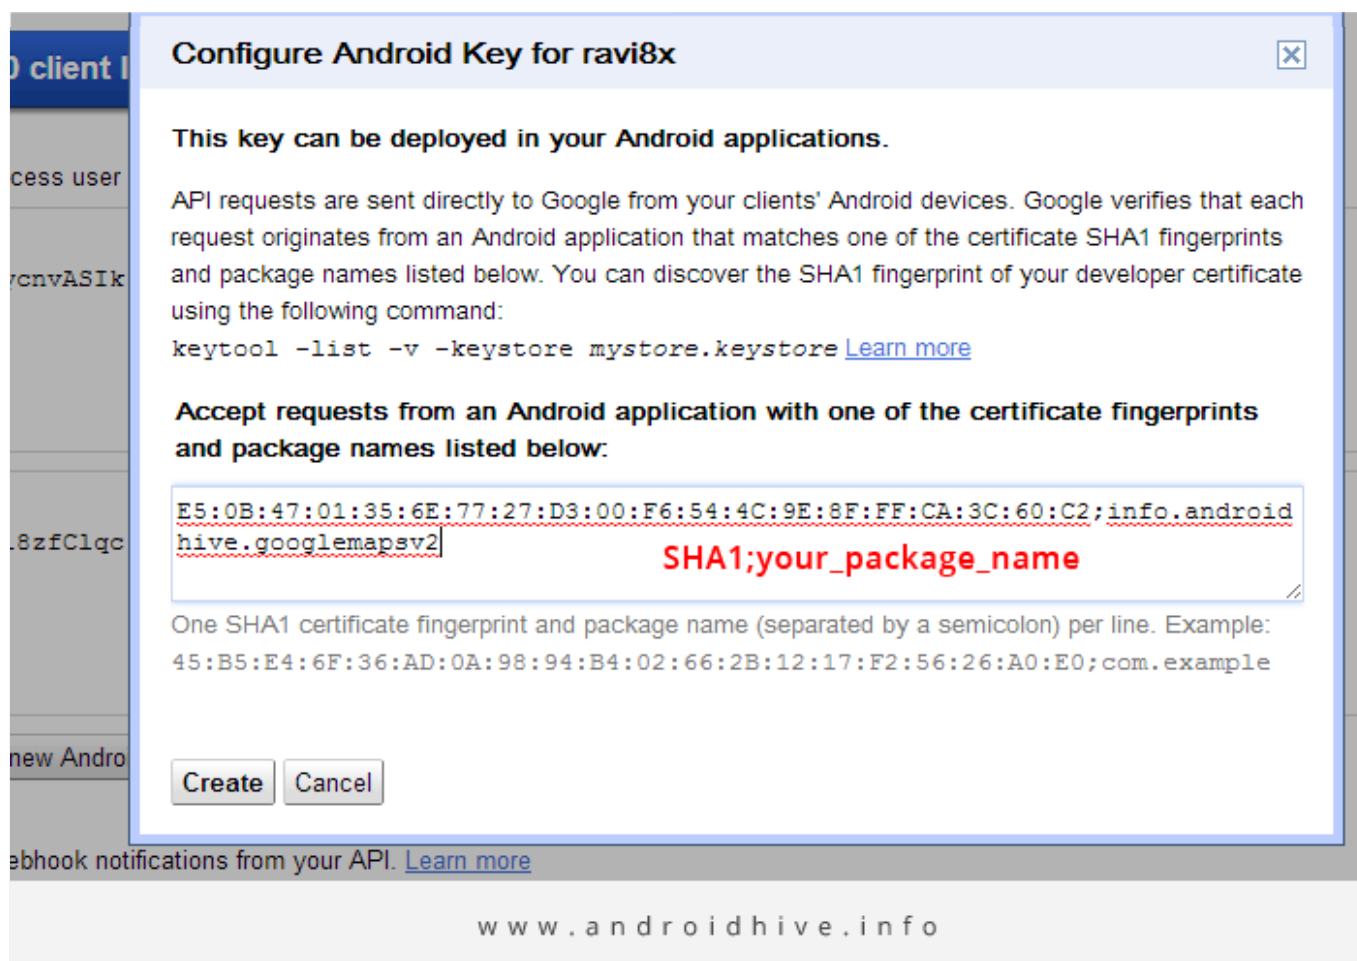 Configure Android Key for ravi8x
client
This key can be deployed in your Android applications.
cess user
API requests are sent directly to Google from your clients' Android devices. Google verifies that each
request originates from an Android application that matches one of the certificate SHA1 fingerprints
and package names listed below. You can discover the SHA1 fingerprint of your developer certificate
ycnvASIk
using the following command:
keytool -list -v -keystore mystore.keystore Learn more
Accept requests from an Android application with one of the certificate fingerprints
and package names listed below:
E5:0B:47:01:35:6E:77:27:D3:00:F6:54:4C:9E:8F:FF:CA:3C:60:C2;info.android
hive.googlemapsv2
.8zfClqc
SHA1;your_package_name
One SHA1 certificate fingerprint and package name (separated by a semicolon) per line. Example:
45:B5:E4:6F:36:AD:0A:98:94:B4:02:66:2B:12:17:F2:56:26:A0:E0;com.example
new Andro
Create Cancel
ebhook notifications from your API. Learn more
www.androidhive.info